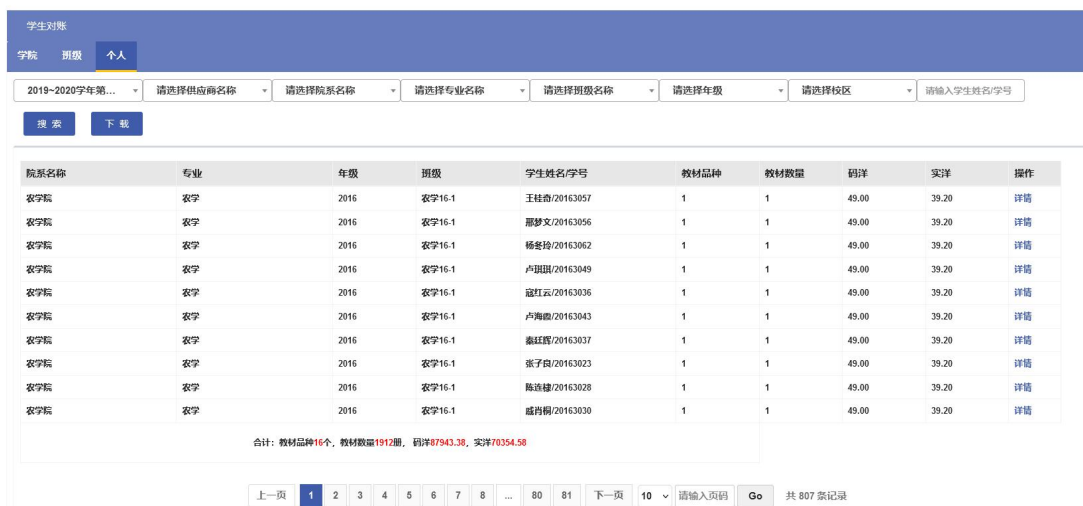 学生对账
学院 班级 个人
2019~2020学年第... 请选择供应商名称 请选择院系名称 请选择专业名称 请选择班级名称 请选择年级 请选择校区 请输入学生姓名/学号
搜索 下载
院系名称 专业 年级 班级 学生姓名/学号 教材品种 教材数量 码洋 实洋 操作
农学院 农学 2016 农学16-1 王桂奇/20163057 1 1 49.00 39.20 详情
农学院 农学 2016 农学16-1 邢梦文/20163056 1 1 49.00 39.20 详情
农学院 农学 2016 农学16-1 杨冬玲/20163062 1 1 49.00 39.20 详情
农学院 农学 2016 农学16-1 卢琪琪/20163049 1 1 49.00 39.20 详情
农学院 农学 2016 农学16-1 寇红云/20163036 1 1 49.00 39.20 详情
农学院 农学 2016 农学16-1 卢海霞/20163043 1 1 49.00 39.20 详情
农学院 农学 2016 农学16-1 秦廷辉/20163037 1 1 49.00 39.20 详情
农学院 农学 2016 农学16-1 张子良/20163023 1 1 49.00 39.20 详情
农学院 农学 2016 农学16-1 陈连棣/20163028 1 1 49.00 39.20 详情
农学院 农学 2016 农学16-1 戚肖桐/20163030 1 1 49.00 39.20 详情
合计：教材品种16个，教材数量1912册， 码洋87943.38，实洋70354.58
上一页 1 2 3 4 5 6 7 8 ... 80 81 下一页 10 请输入页码 Go 共 807 条记录